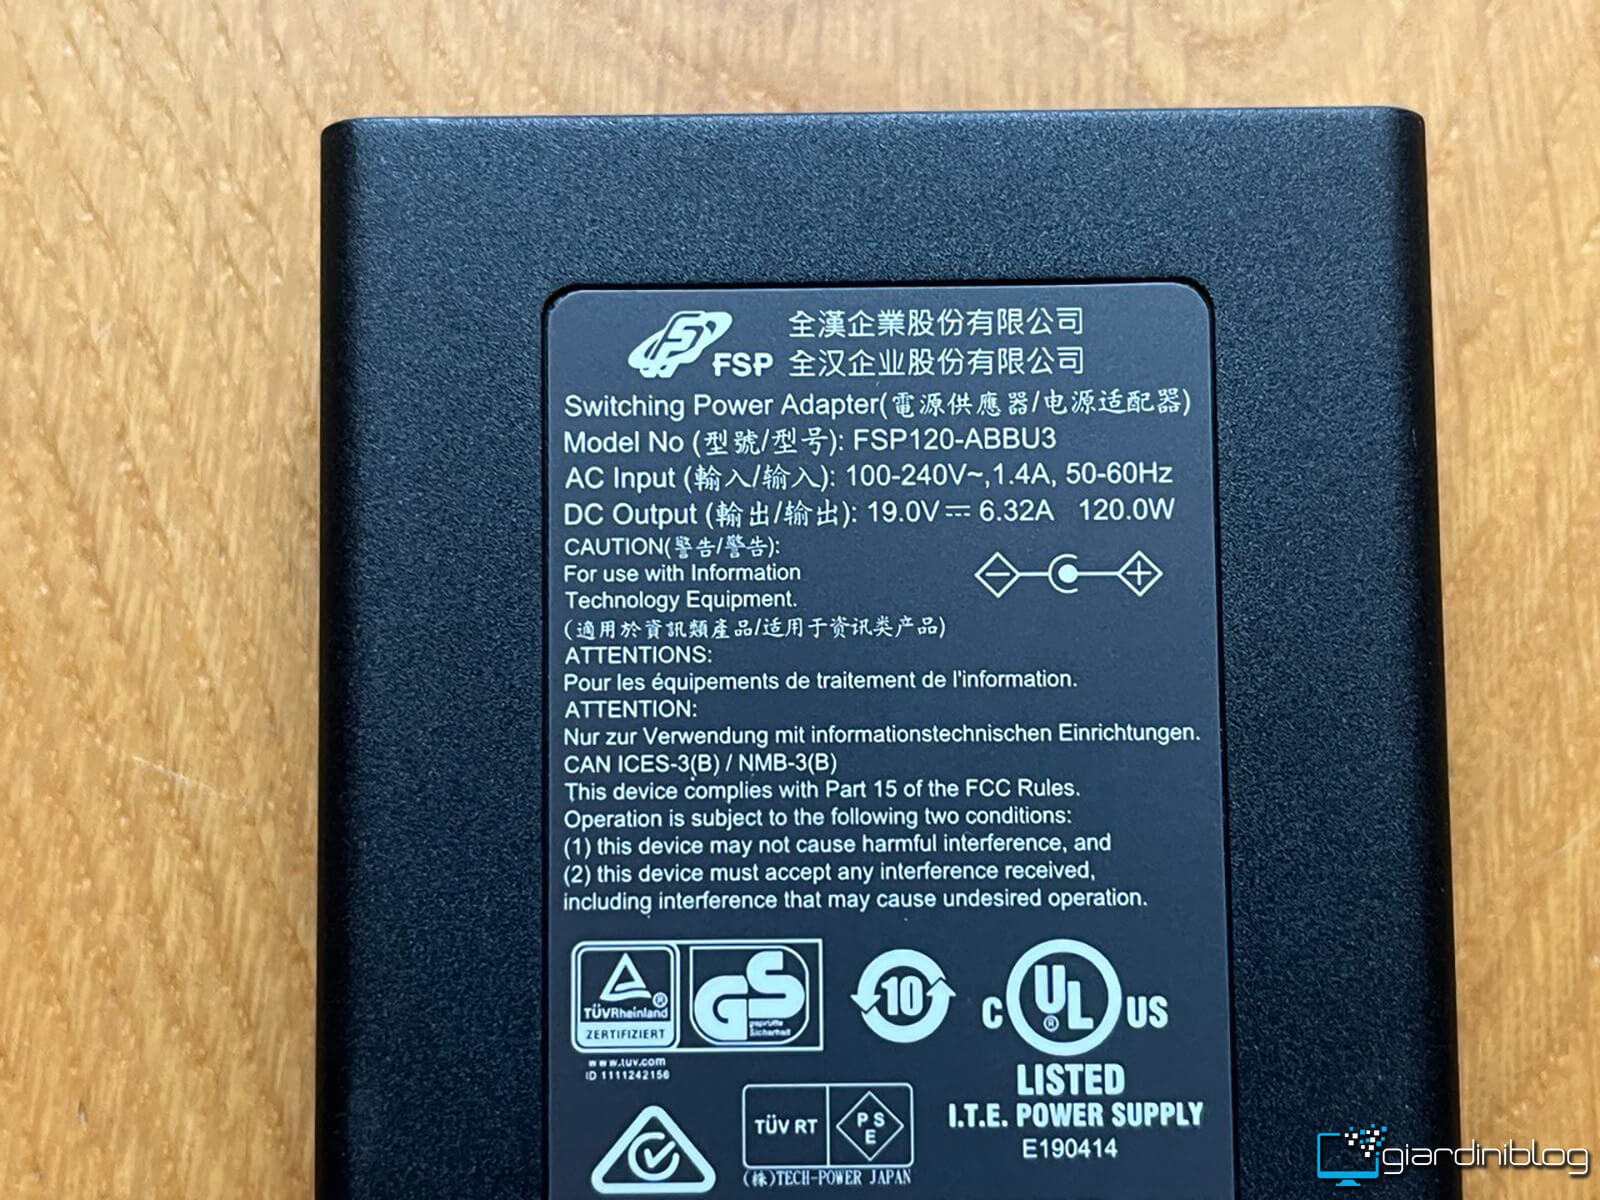 FSP 全漢企業股份有限公司
全汉企业股份有限公司
Switching Power Adapter(電源供應器/电源适配器)
Model No (型號/型号): FSP120-ABBU3
AC Input (輸入/输入): 100-240V~,1.4A, 50-60Hz
DC Output (輸出/输出): 19.0V⎓ 6.32A 120.0W
CAUTION(警告/警告):
For use with Information
Technology Equipment.
(適用於資訊類產品/适用于资讯类产品)
ATTENTIONS:
Pour les équipements de traitement de l'information.
ATTENTION:
Nur zur Verwendung mit informationstechnischen Einrichtungen.
CAN ICES-3(B) / NMB-3(B)
This device complies with Part 15 of the FCC Rules.
Operation is subject to the following two conditions:
(1) this device may not cause harmful interference, and
(2) this device must accept any interference received,
including interference that may cause undesired operation.
TÜVRheinland®
ZERTIFIZIERT
GS
geprüfte
Sicherheit
www.tuv.com
ID 1111242156
10
C UL® US
LISTED
I.T.E. POWER SUPPLY
E190414
TÜV RT
PSE
(株)TECH-POWER JAPAN
giardiniblog